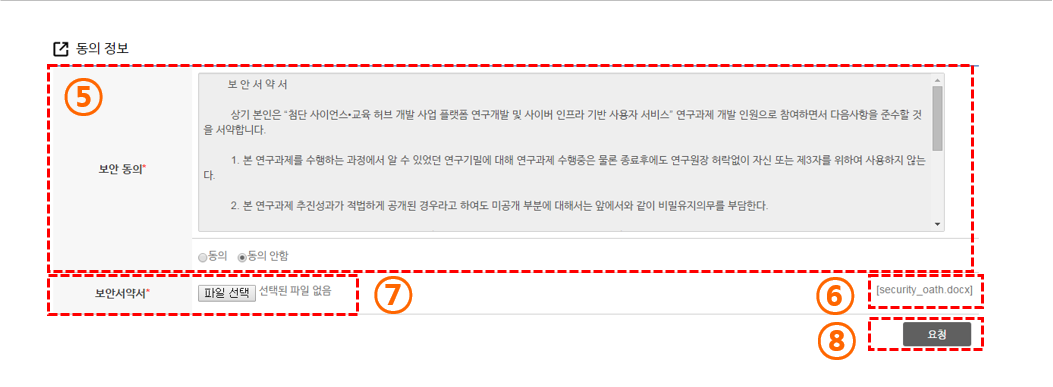 동의 정보
⑤
보 안 서 약 서
상기 본인은 "첨단 사이언스•교육 허브 개발 사업 플랫폼 연구개발 및 사이버 인프라 기반 사용자 서비스" 연구과제 개발 인원으로 참여하면서 다음사항을 준수할 것
을 서약합니다.
1. 본 연구과제를 수행하는 과정에서 알 수 있었던 연구기밀에 대해 연구과제 수행중은 물론 종료후에도 연구원장 허락없이 자신 또는 제3자를 위하여 사용하지 않는
다.
보안 동의*
2. 본 연구과제 추진성과가 적법하게 공개된 경우라고 하여도 미공개 부분에 대해서는 앞에서와 같이 비밀유지의무를 부담한다.
동의 동의 안함
보안서약서* 파일 선택 선택된 파일 없음 ⑦ ⑥ [security_oath.docx]
⑧ 요청